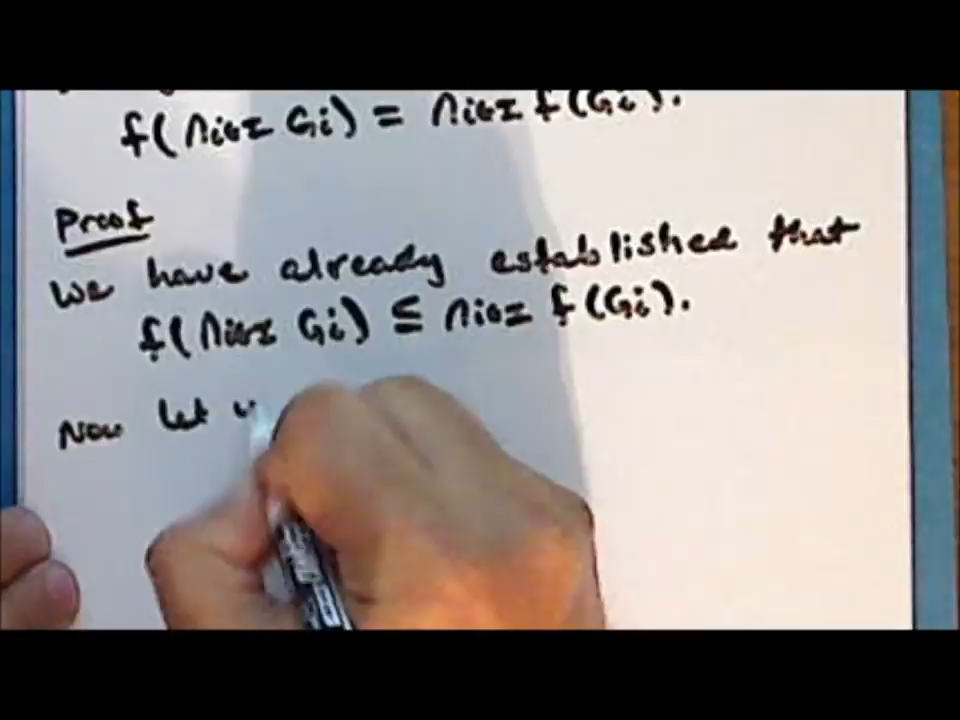 f(∩i∈I Gi) = ∩i∈I f(Gi).
Proof
We have already established that
f(∩i∈I Gi) ⊆ ∩i∈I f(Gi).
Now let